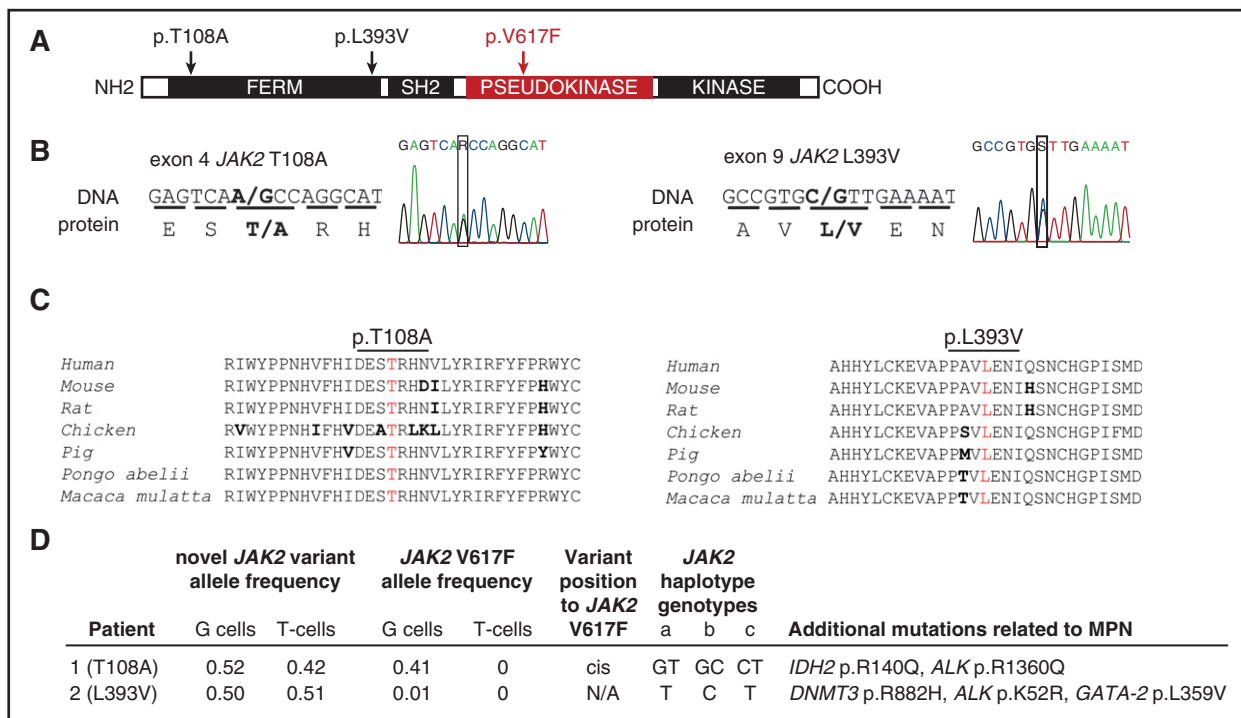 A
p.T108A p.L393V p.V617F
NH2 FERM SH2 PSEUDOKINASE KINASE COOH
B
exon 4 JAK2 T108A
GAGTCARCCAGGCAT
DNA GAGTCAA/GCCAGGCAT
protein E S T/A R H
exon 9 JAK2 L393V
GCCGTGSTTGAAAAT
DNA GCCGTGC/GTTGAAAAT
protein A V L/V E N
C
p.T108A
Human RIWYPPNHVFHIDESTRHNVLYRIRFYFPRWYC
Mouse RIWYPPNHVFHIDESTRHDILYRIRFYFPHWYC
Rat RIWYPPNHVFHIDESTRHNILYRIRFYFPHWYC
Chicken RVWYPPNHIFHVDEATRLKLLYRIRFYFPHWYC
Pig RIWYPPNHVFHVDESTRHNVLYRIRFYFPYWYC
Pongo abelii RIWYPPNHVFHIDESTRHNVLYRIRFYFPRWYC
Macaca mulatta RIWYPPNHVFHIDESTRHNVLYRIRFYFPRWYC
p.L393V
Human AHHYLCKEVAPPAVLENIQSNCHGPISMD
Mouse AHHYLCKEVAPPAVLENIHSNCHGPISMD
Rat AHHYLCKEVAPPAVLENIHSNCHGPISMD
Chicken AHHYLCKEVAPPSVLENIQSNCHGPIFMD
Pig AHHYLCKEVAPPMVLENIQSNCHGPISMD
Pongo abelii AHHYLCKEVAPPTVLENIQSNCHGPISMD
Macaca mulatta AHHYLCKEVAPPTVLENIQSNCHGPISMD
D
novel JAK2 variant allele frequency
JAK2 V617F allele frequency
Variant position to JAK2 V617F
JAK2 haplotype genotypes
Patient G cells T-cells G cells T-cells a b c Additional mutations related to MPN
1 (T108A) 0.52 0.42 0.41 0 cis GT GC CT IDH2 p.R140Q, ALK p.R1360Q
2 (L393V) 0.50 0.51 0.01 0 N/A T C T DNMT3 p.R882H, ALK p.K52R, GATA-2 p.L359V